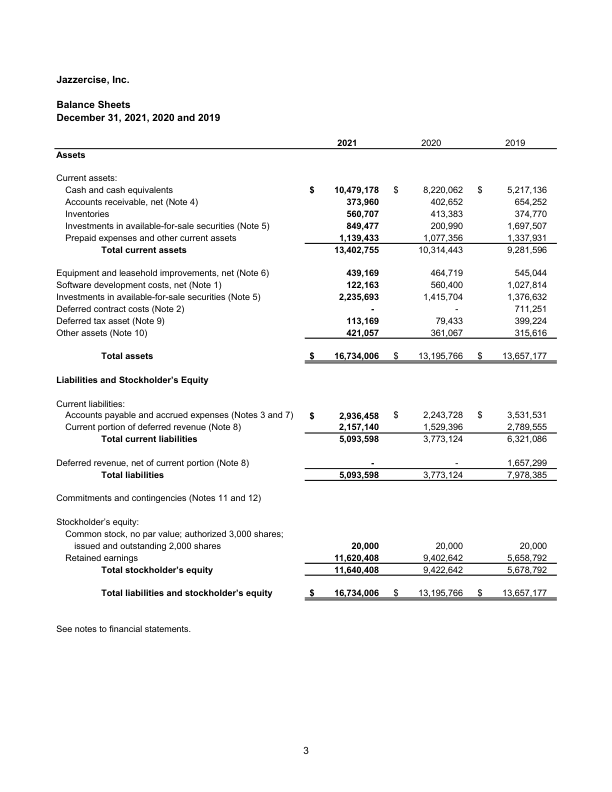 Jazzercise, Inc.
Balance Sheets
December 31, 2021, 2020 and 2019
2021 2020 2019
Assets
Current assets:
Cash and cash equivalents $ 10,479,178 $ 8,220,062 $ 5,217,136
Accounts receivable, net (Note 4) 373,960 402,652 654,252
Inventories 560,707 413,383 374,770
Investments in available-for-sale securities (Note 5) 849,477 200,990 1,697,507
Prepaid expenses and other current assets 1,139,433 1,077,356 1,337,931
Total current assets 13,402,755 10,314,443 9,281,596
Equipment and leasehold improvements, net (Note 6) 439,169 464,719 545,044
Software development costs, net (Note 1) 122,163 560,400 1,027,814
Investments in available-for-sale securities (Note 5) 2,235,693 1,415,704 1,376,632
Deferred contract costs (Note 2) - - 711,251
Deferred tax asset (Note 9) 113,169 79,433 399,224
Other assets (Note 10) 421,057 361,067 315,616
Total assets $ 16,734,006 $ 13,195,766 $ 13,657,177
Liabilities and Stockholder's Equity
Current liabilities:
Accounts payable and accrued expenses (Notes 3 and 7) $ 2,936,458 $ 2,243,728 $ 3,531,531
Current portion of deferred revenue (Note 8) 2,157,140 1,529,396 2,789,555
Total current liabilities 5,093,598 3,773,124 6,321,086
Deferred revenue, net of current portion (Note 8) - - 1,657,299
Total liabilities 5,093,598 3,773,124 7,978,385
Commitments and contingencies (Notes 11 and 12)
Stockholder's equity:
Common stock, no par value; authorized 3,000 shares;
issued and outstanding 2,000 shares 20,000 20,000 20,000
Retained earnings 11,620,408 9,402,642 5,658,792
Total stockholder's equity 11,640,408 9,422,642 5,678,792
Total liabilities and stockholder's equity $ 16,734,006 $ 13,195,766 $ 13,657,177
See notes to financial statements.
3